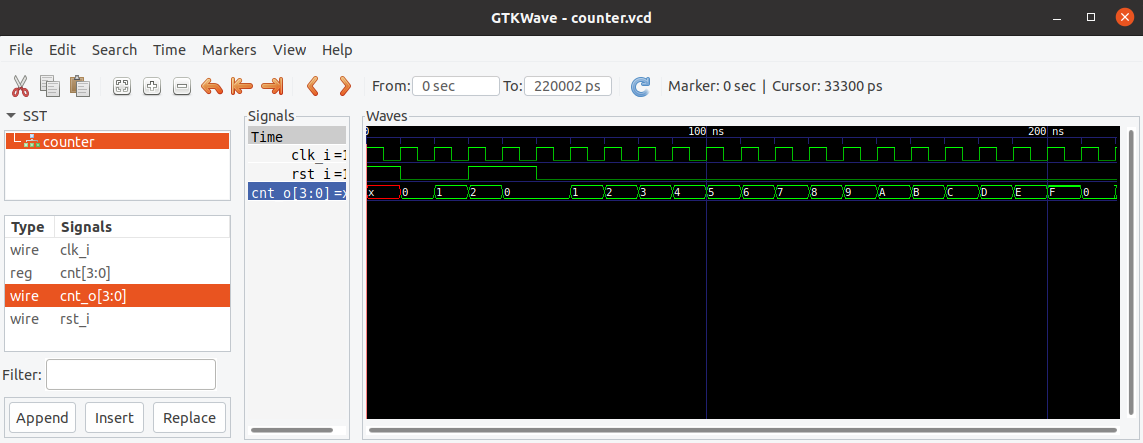 GTKWave - counter.vcd
File Edit Search Time Markers View Help
From: 0 sec To: 220002 ps Marker: 0 sec | Cursor: 33300 ps
SST
counter
Type Signals
wire clk_i
reg cnt[3:0]
wire cnt_o[3:0]
wire rst_i
Filter:
Append Insert Replace
Signals
Time
clk_i=1
rst_i=1
cnt_o[3:0]=x
Waves
0 100 ns 200 ns
x 0 1 2 0 1 2 3 4 5 6 7 8 9 A B C D E F 0